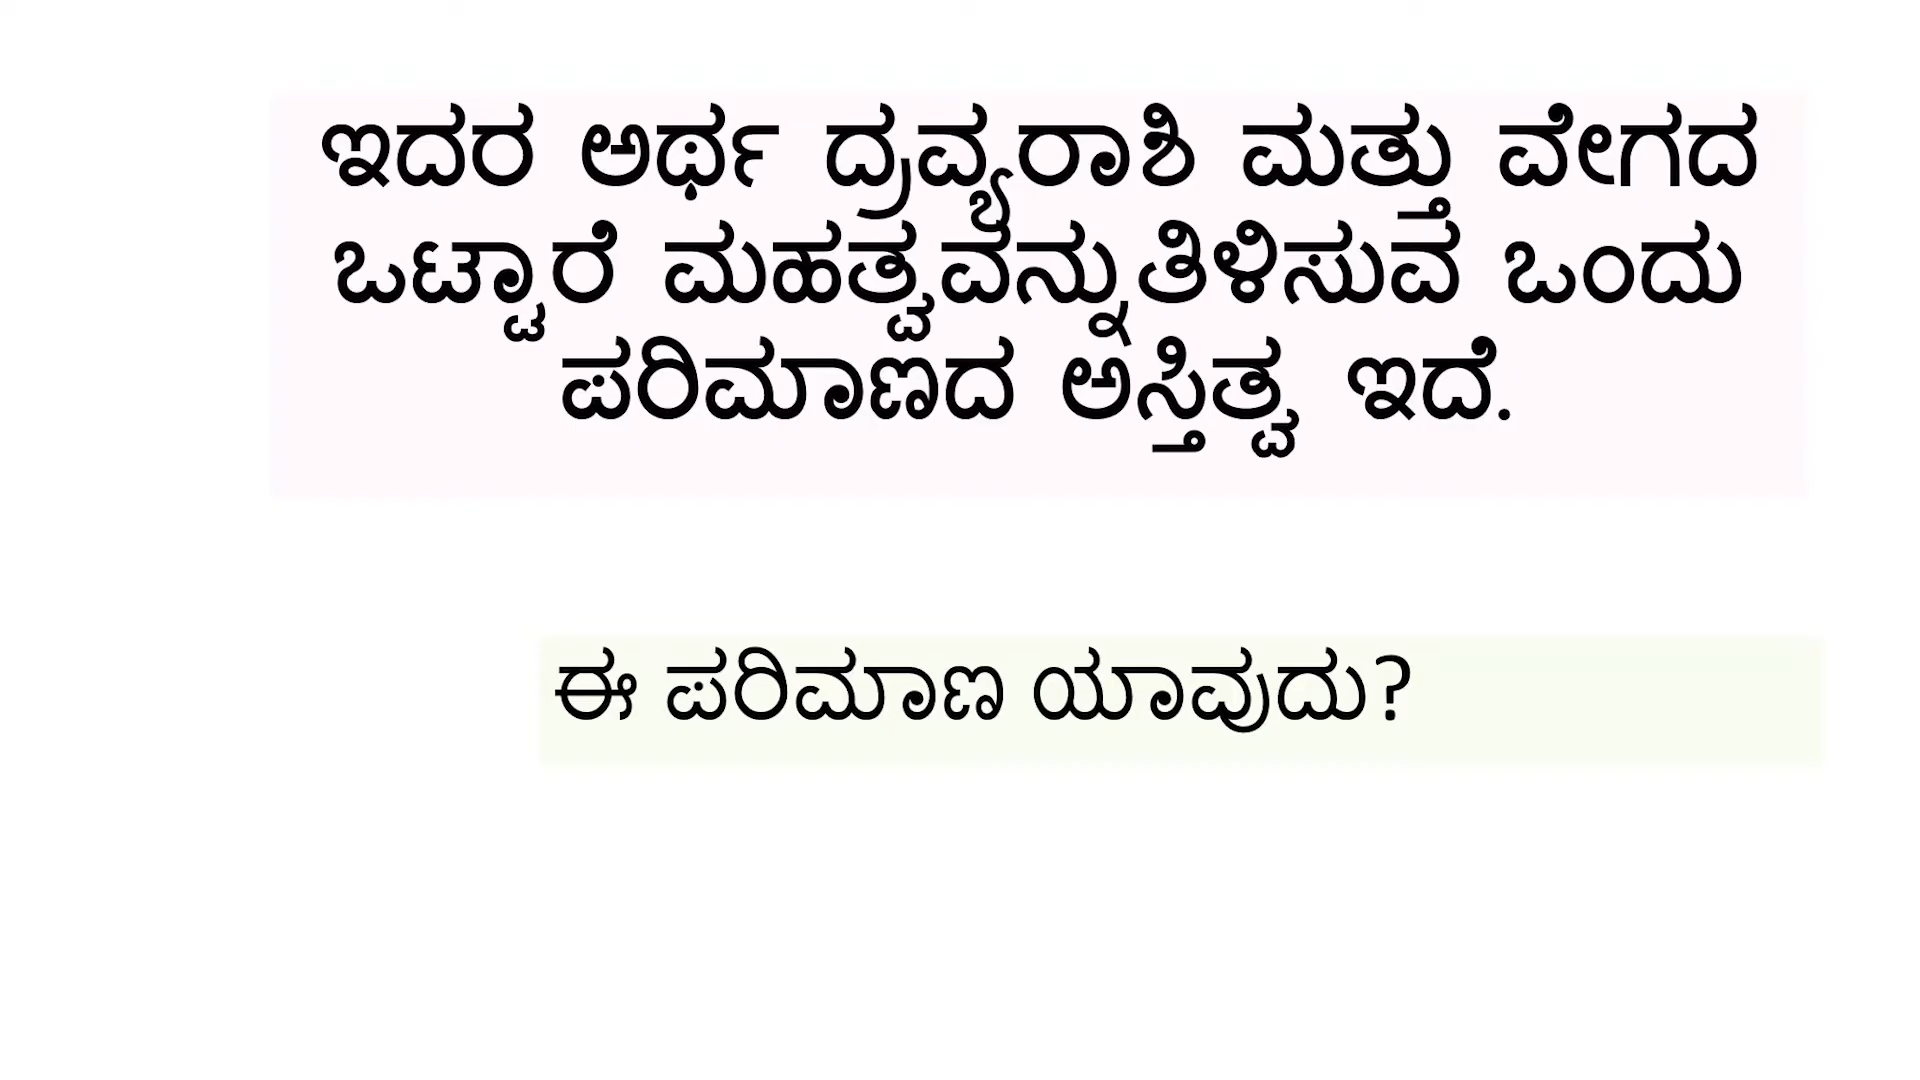 ಇದರ ಅರ್ಥ ದ್ರವ್ಯರಾಶಿ ಮತ್ತು ವೇಗದ
ಒಟ್ಟಾರೆ ಮಹತ್ವವನ್ನುತಿಳಿಸುವ ಒಂದು
ಪರಿಮಾಣದ ಅಸ್ತಿತ್ವ ಇದೆ.
ಈ ಪರಿಮಾಣ ಯಾವುದು?